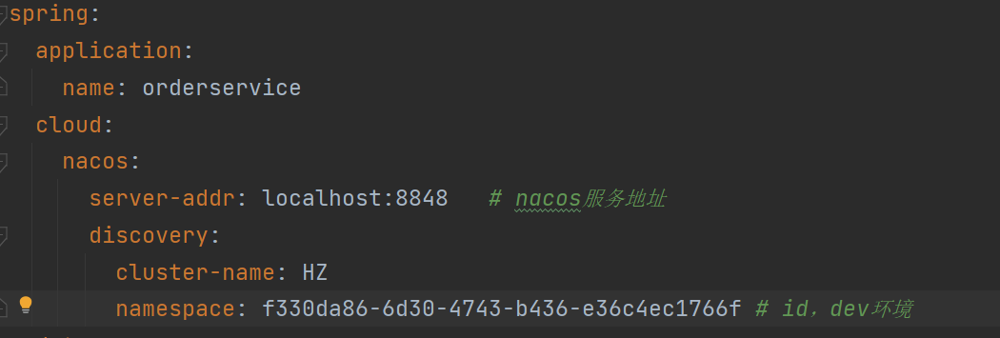 spring:
  application:
    name: orderservice
  cloud:
    nacos:
      server-addr: localhost:8848   # nacos服务地址
      discovery:
        cluster-name: HZ
        namespace: f330da86-6d30-4743-b436-e36c4ec1766f # id，dev环境